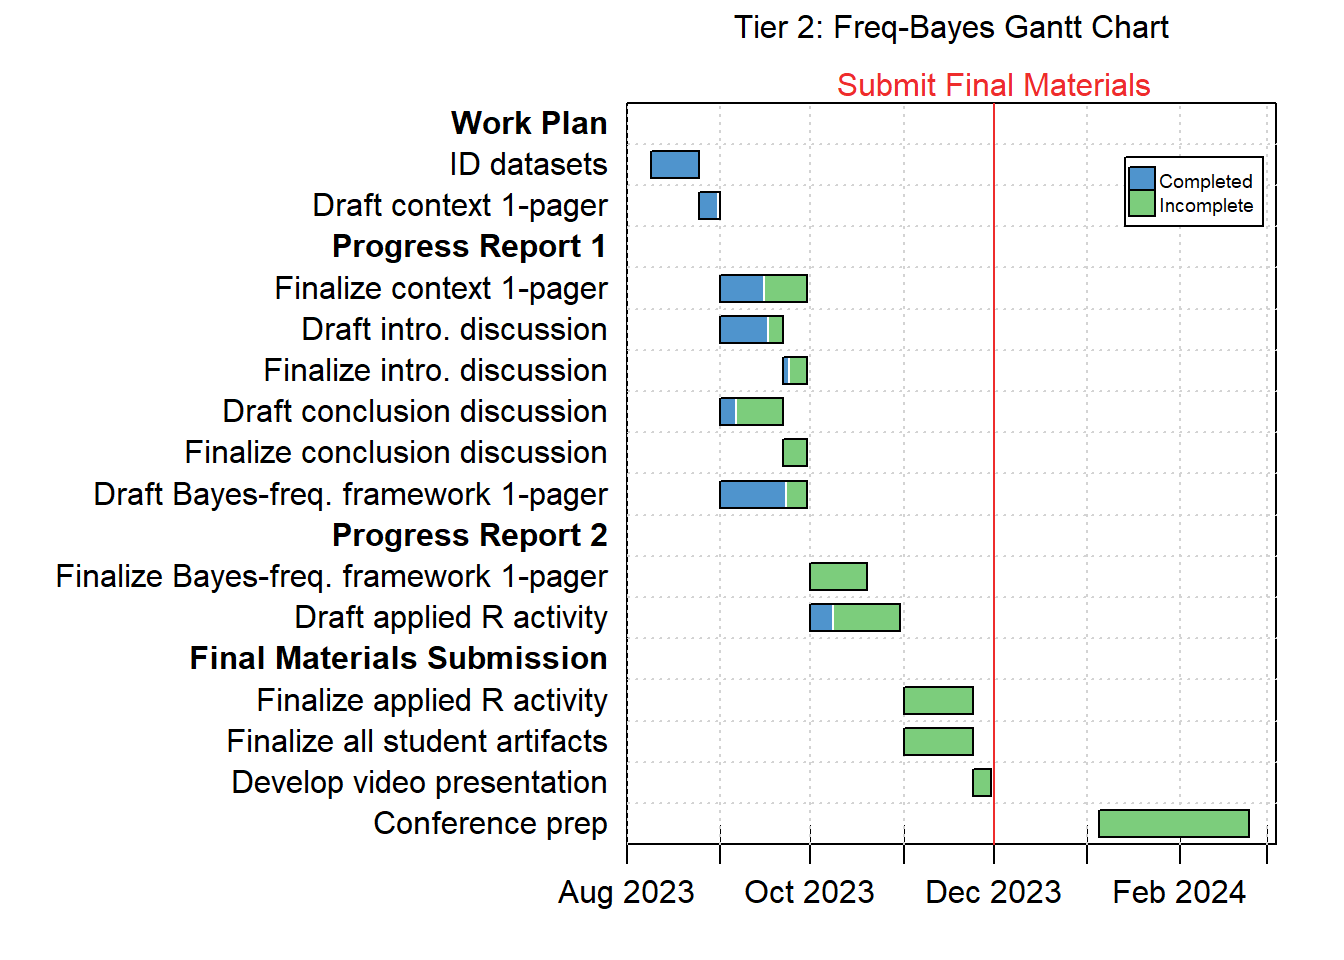 Tier 2: Freq-Bayes Gantt Chart
Submit Final Materials
Work Plan
ID datasets
Draft context 1-pager
Progress Report 1
Finalize context 1-pager
Draft intro. discussion
Finalize intro. discussion
Draft conclusion discussion
Finalize conclusion discussion
Draft Bayes-freq. framework 1-pager
Progress Report 2
Finalize Bayes-freq. framework 1-pager
Draft applied R activity
Final Materials Submission
Finalize applied R activity
Finalize all student artifacts
Develop video presentation
Conference prep
Completed
Incomplete
Aug 2023 Oct 2023 Dec 2023 Feb 2024